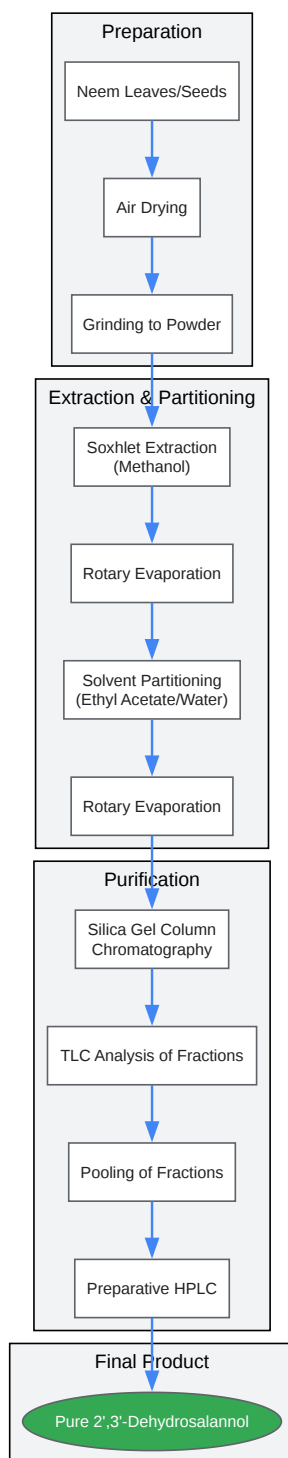 Preparation
Neem Leaves/Seeds
Air Drying
Grinding to Powder
Extraction & Partitioning
Soxhlet Extraction
(Methanol)
Rotary Evaporation
Solvent Partitioning
(Ethyl Acetate/Water)
Rotary Evaporation
Purification
Silica Gel Column
Chromatography
TLC Analysis of Fractions
Pooling of Fractions
Preparative HPLC
Final Product
Pure 2',3'-Dehydrosalannol